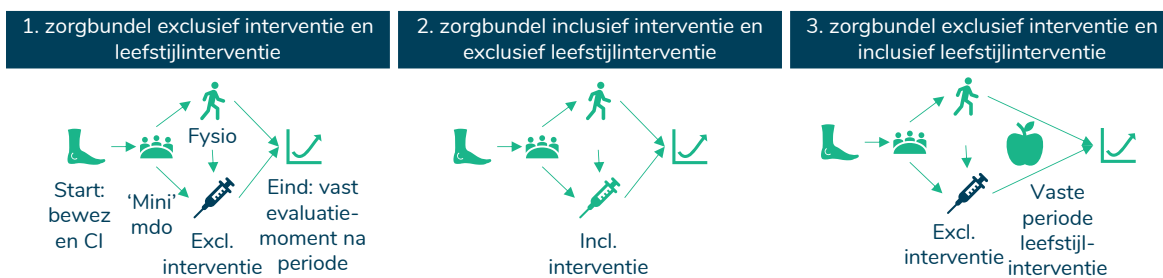 1. zorgbundel exclusief interventie en
leefstijlinterventie
Fysio
Start:
bewez
en CI
‘Mini’
mdo
Excl.
interventie
Eind: vast
evaluatie-
moment na
periode
2. zorgbundel inclusief interventie en
exclusief leefstijlinterventie
Incl.
interventie
3. zorgbundel exclusief interventie en
inclusief leefstijlinterventie
Excl.
interventie
Vaste
periode
leefstijl-
interventie